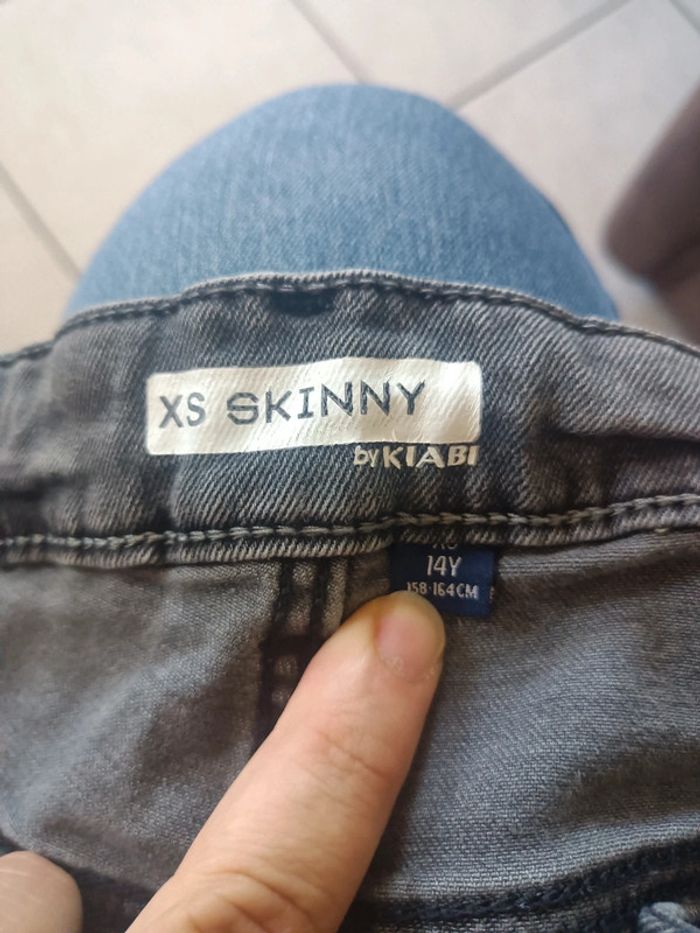 XS SKINNY
by KIABI
14Y
158-164CM